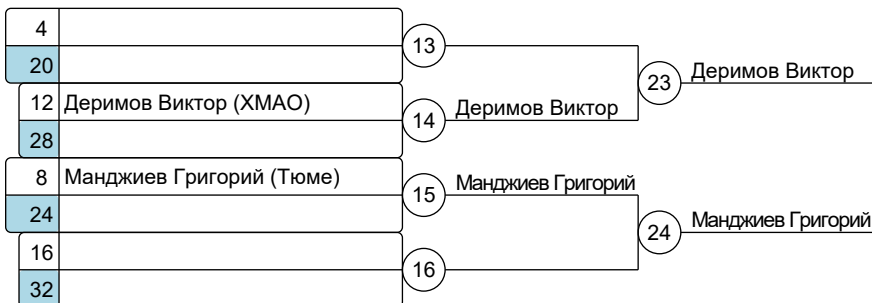 4
13
20
23 Деримов Виктор
12 Деримов Виктор (ХМАО)
14 Деримов Виктор
28
8 Манджиев Григорий (Тюме)
15 Манджиев Григорий
24
24 Манджиев Григорий
16
16
32